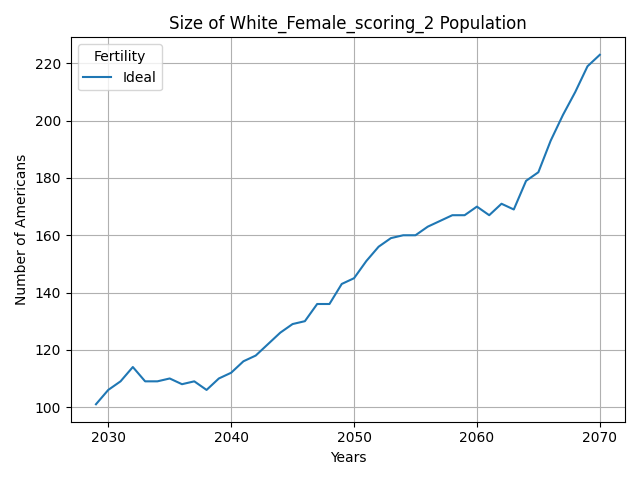 Size of White_Female_scoring_2 Population
Fertility
Ideal
Number of Americans
220
200
180
160
140
120
100
2030 2040 2050 2060 2070
Years